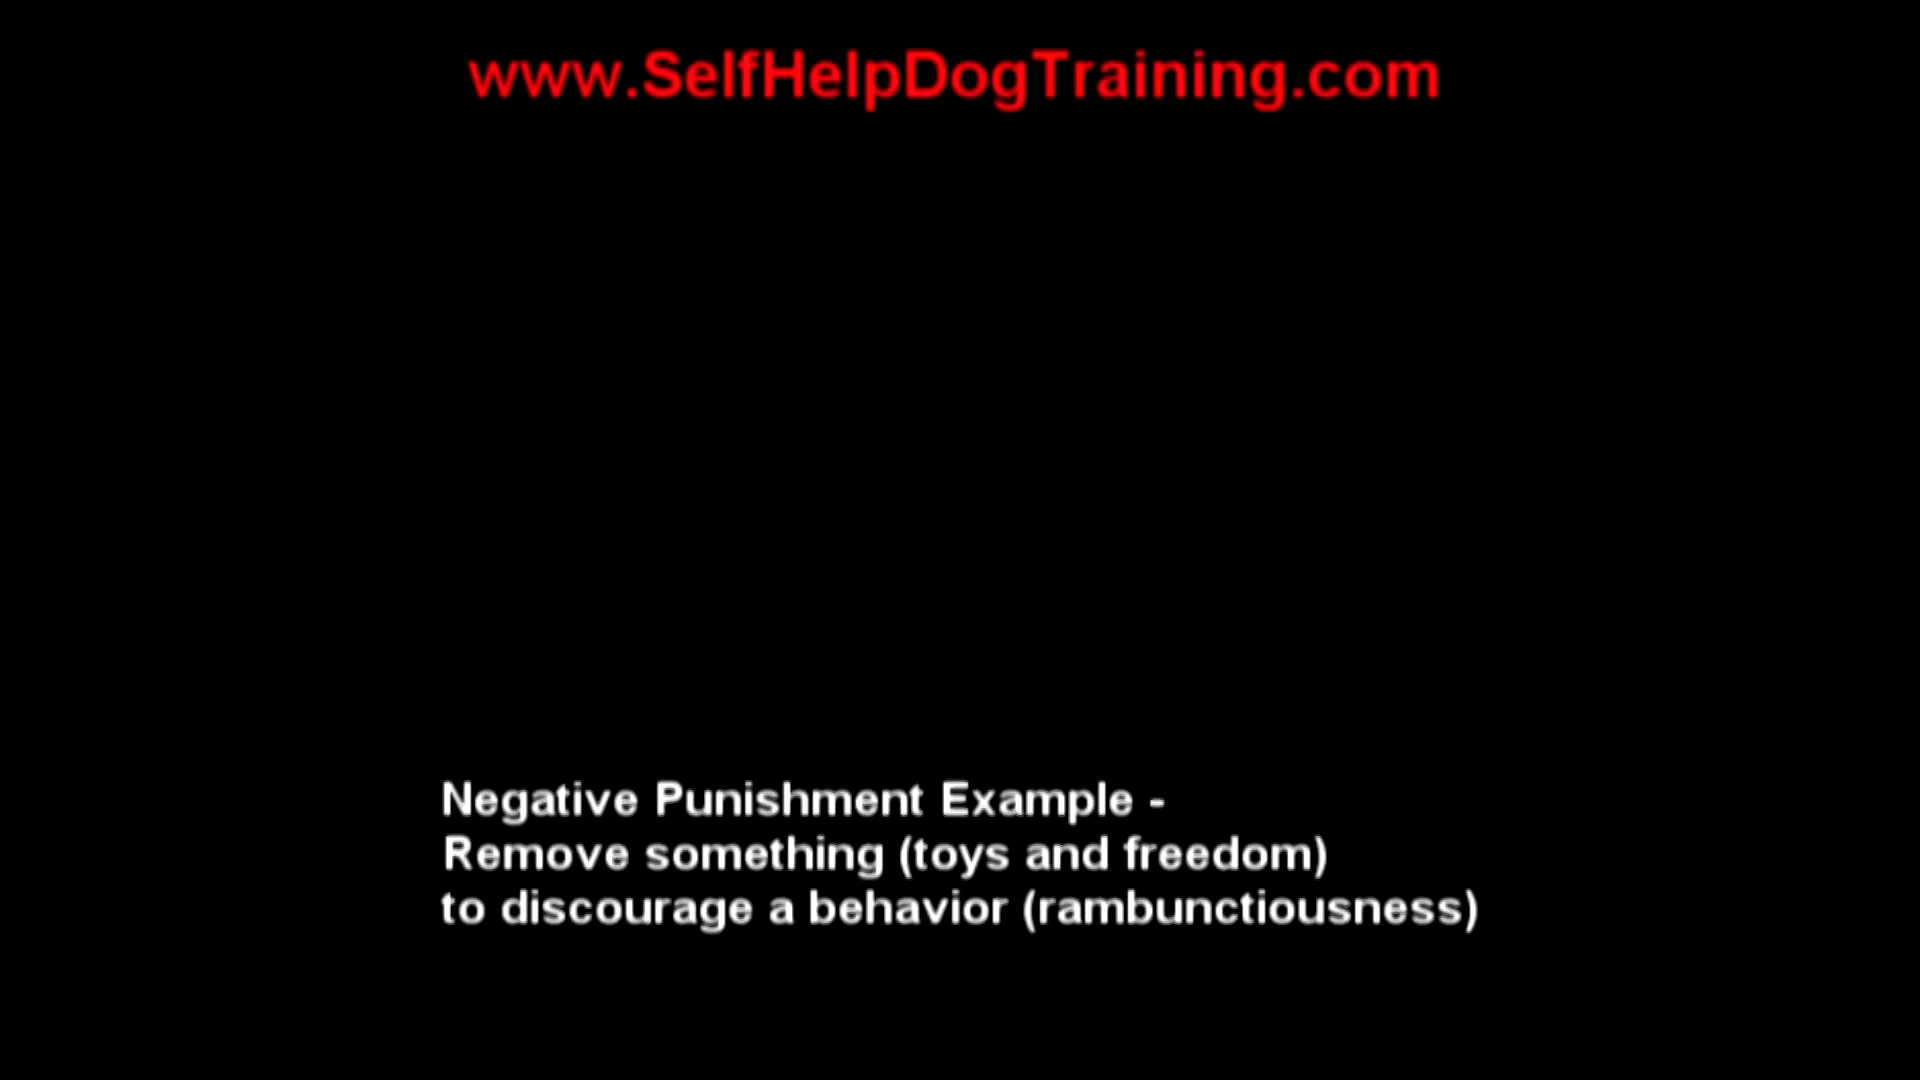 www.SelfHelpDogTraining.com
Negative Punishment Example -
Remove something (toys and freedom)
to discourage a behavior (rambunctiousness)